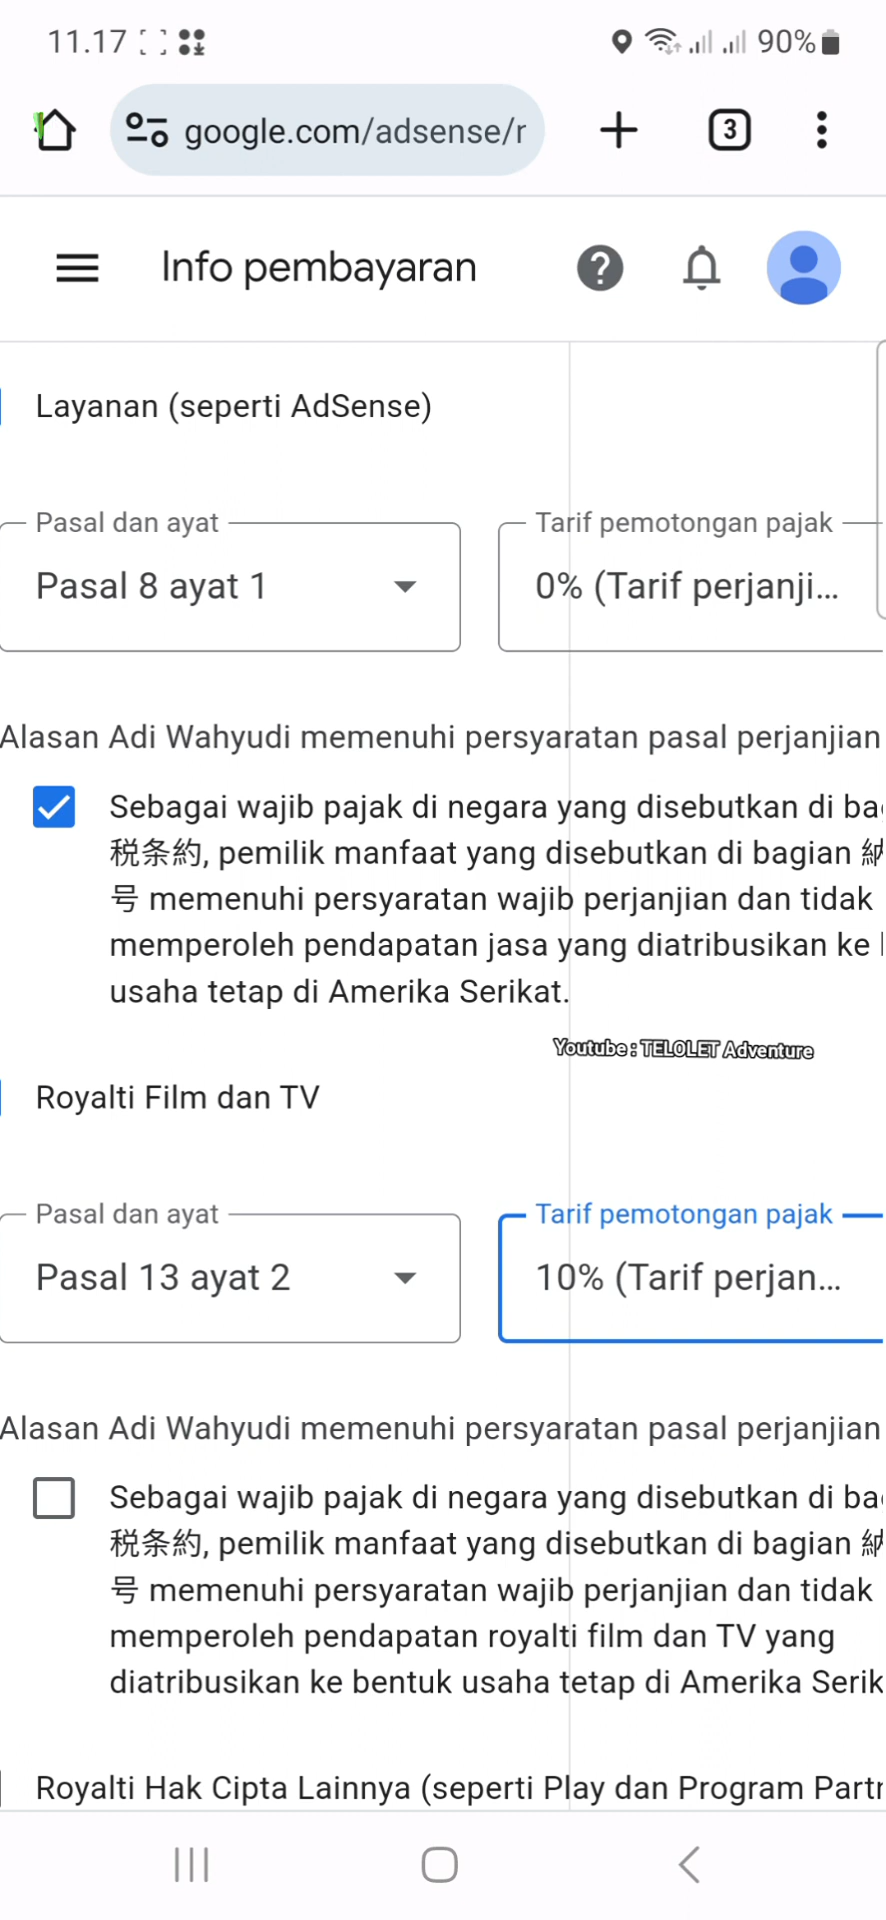 11.17
90%
google.com/adsense/r
3
Info pembayaran
Layanan (seperti AdSense)
Pasal dan ayat
Tarif pemotongan pajak
Pasal 8 ayat 1
0% (Tarif perjanji...
Alasan Adi Wahyudi memenuhi persyaratan pasal perjanjian
Sebagai wajib pajak di negara yang disebutkan di ba
税条約, pemilik manfaat yang disebutkan di bagian 納
号 memenuhi persyaratan wajib perjanjian dan tidak
memperoleh pendapatan jasa yang diatribusikan ke
usaha tetap di Amerika Serikat.
Youtube : TELOLET Adventure
Royalti Film dan TV
Pasal dan ayat
Tarif pemotongan pajak
Pasal 13 ayat 2
10% (Tarif perjan...
Alasan Adi Wahyudi memenuhi persyaratan pasal perjanjian
Sebagai wajib pajak di negara yang disebutkan di ba
税条約, pemilik manfaat yang disebutkan di bagian 納
号 memenuhi persyaratan wajib perjanjian dan tidak
memperoleh pendapatan royalti film dan TV yang
diatribusikan ke bentuk usaha tetap di Amerika Serik
Royalti Hak Cipta Lainnya (seperti Play dan Program Partn